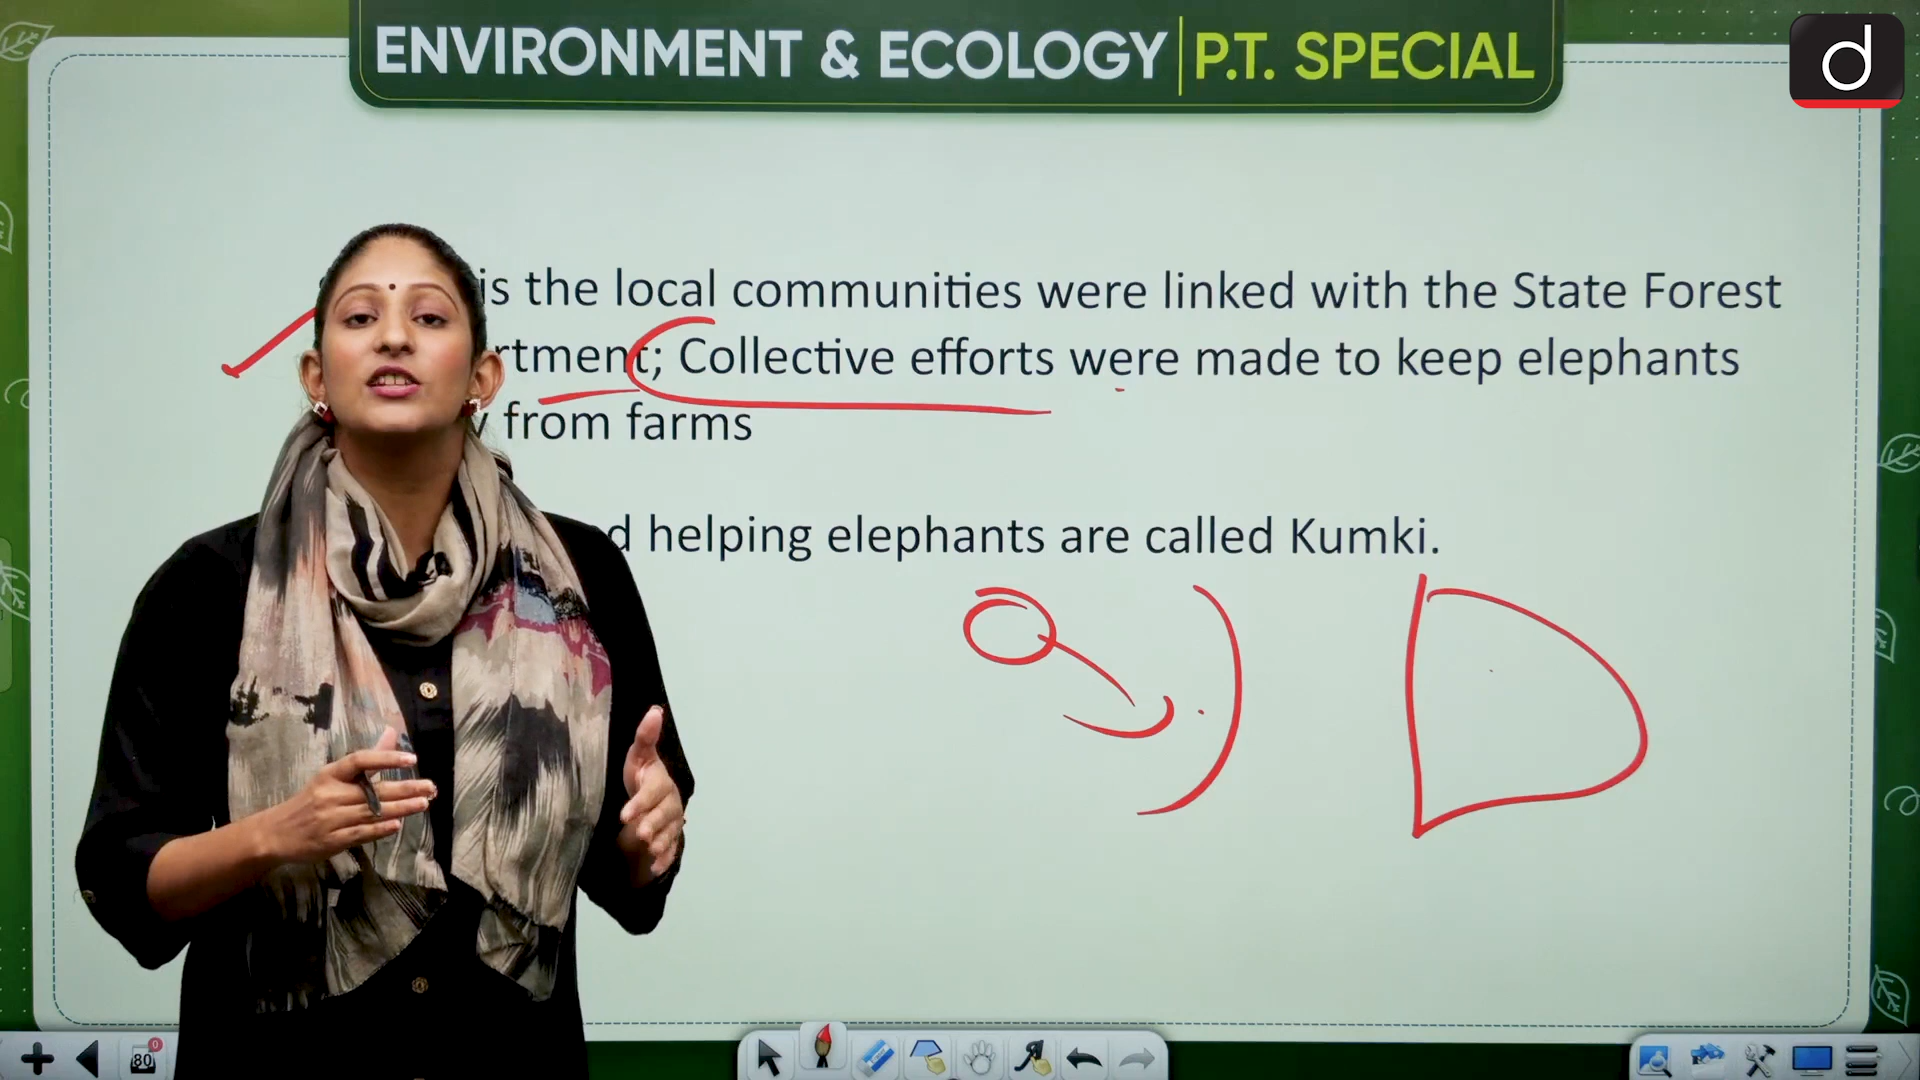 ENVIRONMENT & ECOLOGY P.T. SPECIAL
d
is the local communities were linked with the State Forest
rtment; Collective efforts were made to keep elephants
from farms
helping elephants are called Kumki.
80
0